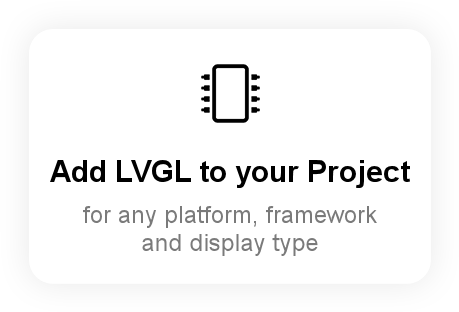 Add LVGL to your Project
for any platform, framework
and display type